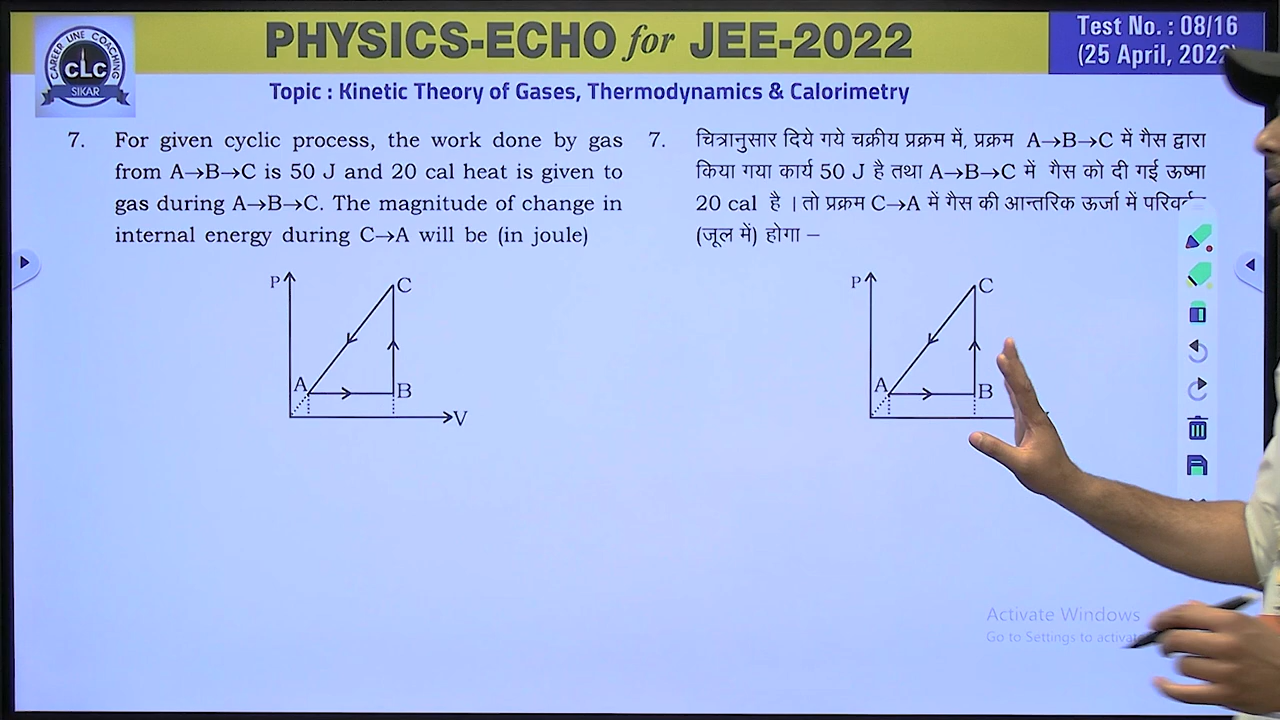 PHYSICS-ECHO for JEE-2022
Test No. : 08/16
(25 April, 2022)
CAREER LINE COACHING
CLC
SIKAR
Topic : Kinetic Theory of Gases, Thermodynamics & Calorimetry
7. For given cyclic process, the work done by gas
from A→B→C is 50 J and 20 cal heat is given to
gas during A→B→C. The magnitude of change in
internal energy during C→A will be (in joule)
P
C
A
B
V
7. चित्रानुसार दिये गये चक्रीय प्रक्रम में, प्रक्रम A→B→C में गैस द्वारा
किया गया कार्य 50 J है तथा A→B→C में गैस को दी गई ऊष्मा
20 cal है । तो प्रक्रम C→A में गैस की आन्तरिक ऊर्जा में
(जूल में) होगा –
P
C
A
B
Activate Windows
Go to Settings to